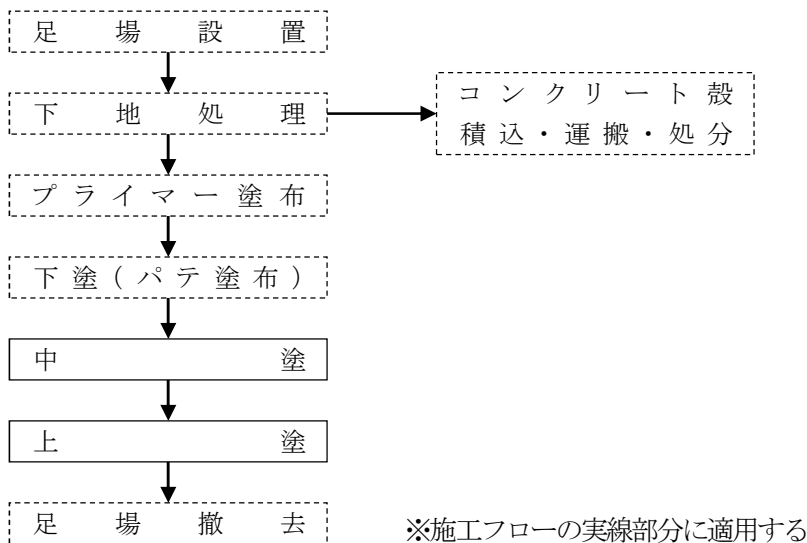 足場設置
下地処理
コンクリート殻
積込・運搬・処分
プライマー塗布
下塗(パテ塗布)
中塗
上塗
足場撤去
※施工フローの実線部分に適用する